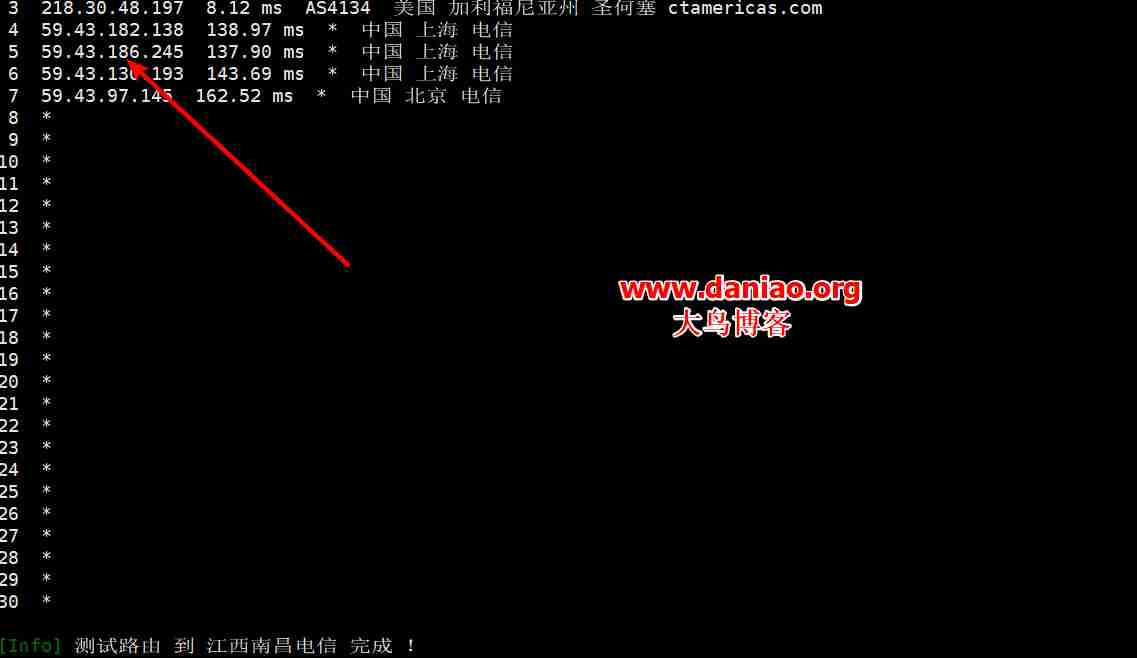 3 218.30.48.197 8.12 ms AS4134 美国 加利福尼亚州 圣何塞 ctamericas.com
4 59.43.182.138 138.97 ms * 中国 上海 电信
5 59.43.186.245 137.90 ms * 中国 上海 电信
6 59.43.130.193 143.69 ms * 中国 上海 电信
7 59.43.97.145 162.52 ms * 中国 北京 电信
8 *
9 *
10 *
11 *
12 *
13 *
14 *
15 *
16 *
17 *
18 *
19 *
20 *
21 *
22 *
23 *
24 *
25 *
26 *
27 *
28 *
29 *
30 *
www.daniao.org
大鸟博客
[Info] 测试路由 到 江西南昌电信 完成 !